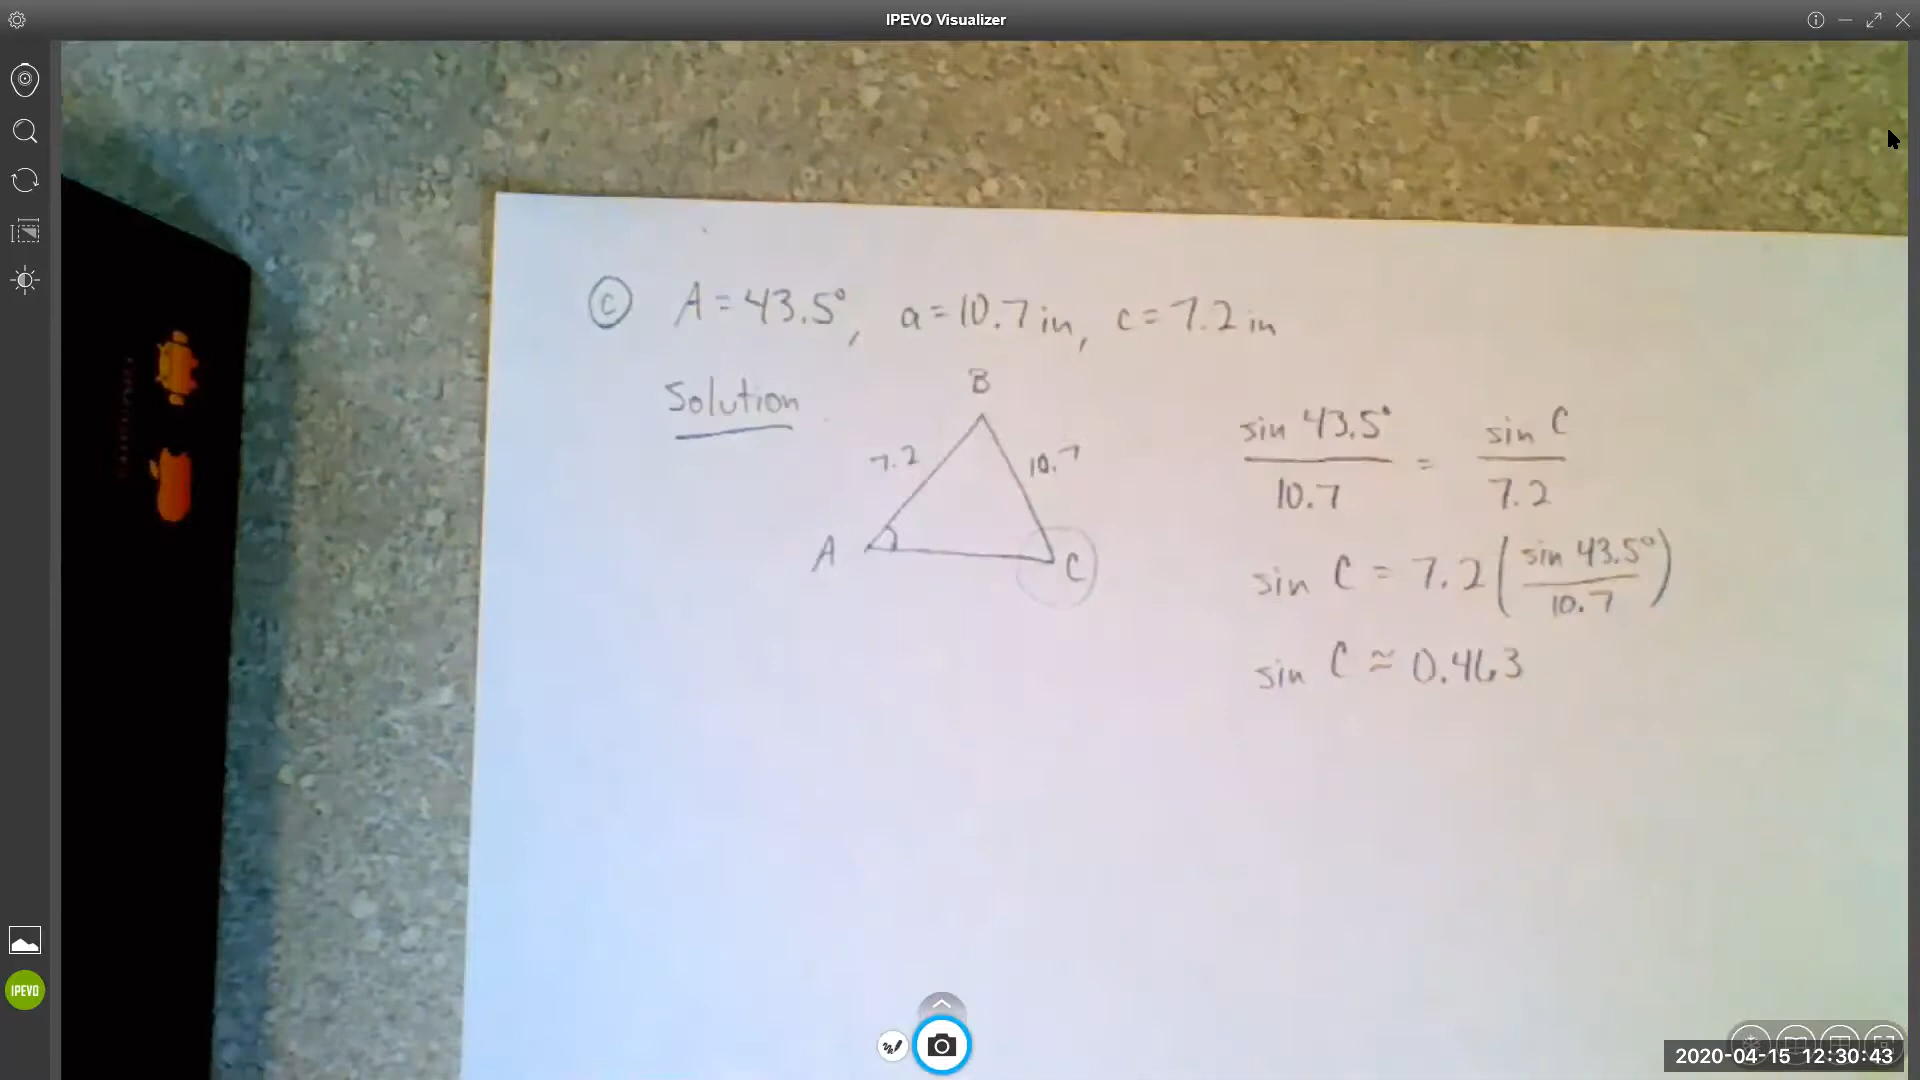 IPEVO Visualizer
Ⓒ A = 43.5°, a = 10.7 in, c = 7.2 in
Solution
B
7.2
10.7
A
C
sin 43.5° / 10.7 = sin C / 7.2
sin C = 7.2 ( sin 43.5° / 10.7 )
sin C ≈ 0.463
IPEVO
2020-04-15 12:30:43